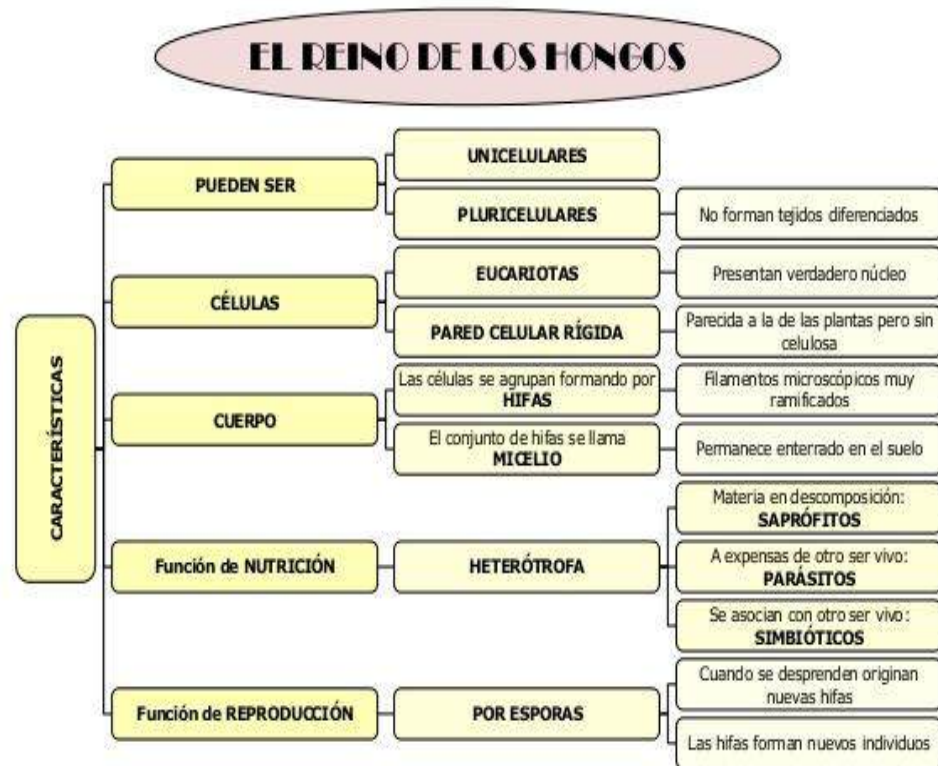 EL REINO DE LOS HONGOS
CARACTERÍSTICAS
PUEDEN SER
UNICELULARES
PLURICELULARES
No forman tejidos diferenciados
CÉLULAS
EUCARIOTAS
Presentan verdadero núcleo
PARED CELULAR RÍGIDA
Parecida a la de las plantas pero sin
celulosa
CUERPO
Las células se agrupan formando por
HIFAS
Filamentos microscópicos muy
ramificados
El conjunto de hifas se llama
MICELIO
Permanece enterrado en el suelo
Función de NUTRICIÓN
HETERÓTROFA
Materia en descomposición:
SAPRÓFITOS
A expensas de otro ser vivo:
PARÁSITOS
Se asocian con otro ser vivo:
SIMBIÓTICOS
Función de REPRODUCCIÓN
POR ESPORAS
Cuando se desprenden originan
nuevas hifas
Las hifas forman nuevos individuos